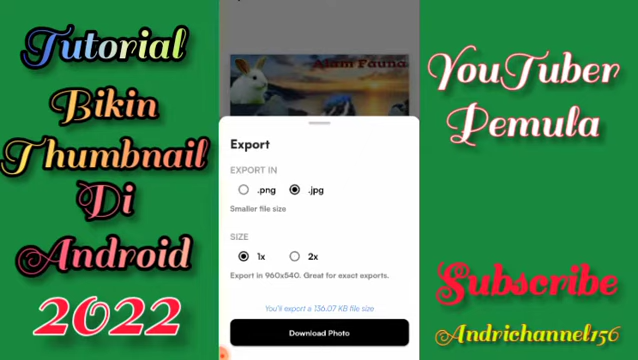 Tutorial
Bikin
Thumbnail
Di
Android
2022
Alam Fauna
Export
EXPORT IN
.png .jpg
Smaller file size
SIZE
1x 2x
Export in 960x540. Great for exact exports.
You'll export a 136.07 KB file size
Download Photo
YouTuber
Pemula
Subscribe
Andrichannel156